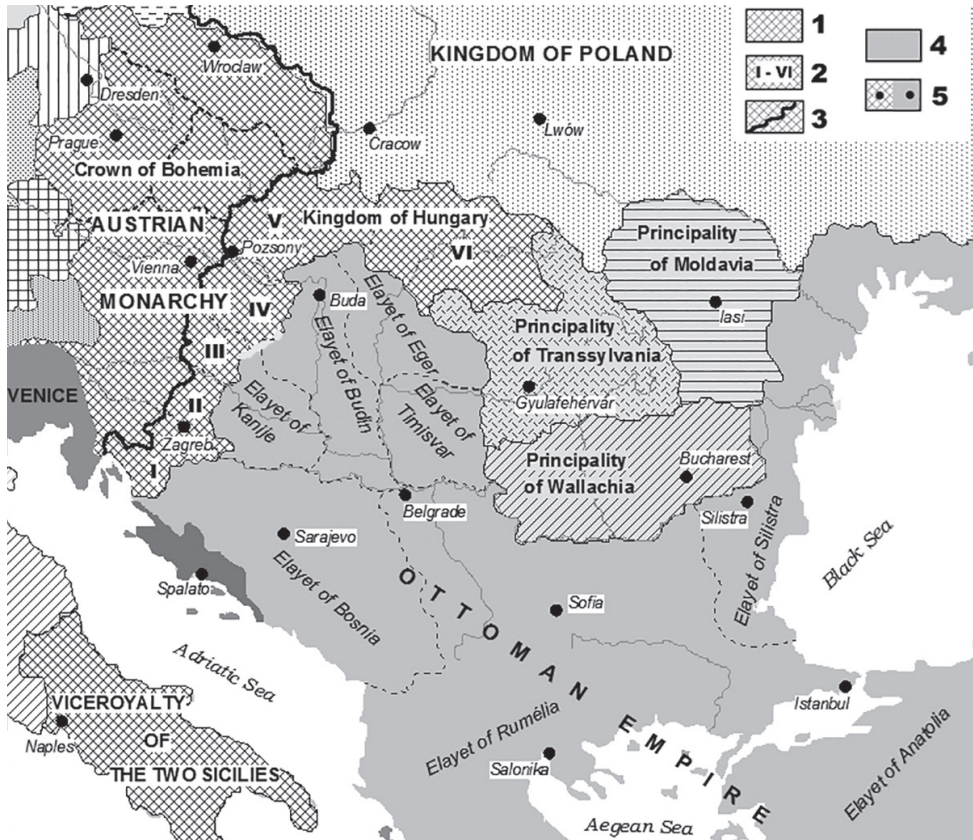 1
I - VI 2
3
4
5
KINGDOM OF POLAND
Wroclaw
Dresden
Prague
Cracow
Lwów
Crown of Bohemia
AUSTRIAN
MONARCHY
V
Kingdom of Hungary
VI
Pozsony
Vienna
IV
III
II
I
Zagreb
VENICE
Buda
Elayet of Eger
Elayet of Budin
Elayet of
Kanije
Elayet of
Timisvar
Principality
of Moldavia
Iasi
Principality
of Transsylvania
Gyulafehérvár
Principality
of Wallachia
Bucharest
Silistra
Elayet of Silistra
Black Sea
Belgrade
Sarajevo
Elayet of Bosnia
Spalato
Adriatic Sea
OTTOMAN EMPIRE
Sofia
Elayet of Rumélia
Salonika
Istanbul
Elayet of Anatolia
Aegean Sea
VICEROYALTY
OF
THE TWO SICILIES
Naples